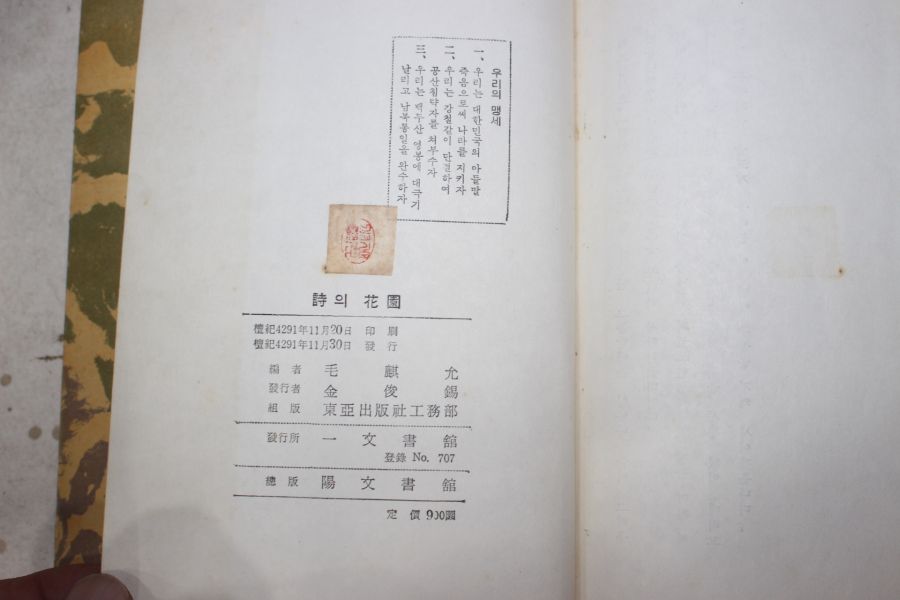 우리의 맹세
一、 우리는 대한민국의 아들딸
죽음으로써 나라를 지키자
二、 우리는 강철같이 단결하여
공산침략자를 쳐부수자
三、 우리는 백두산 영봉에 태극기
날리고 남북통일을 완수하자
詩의 花園
檀紀4291年11月20日 印刷
檀紀4291年11月30日 發行
編者 毛麒允
發行者 金俊錫
組版 東亞出版社工務部
發行所 一文書舘
登錄 No. 707
總版 陽文書舘
定價 900圜